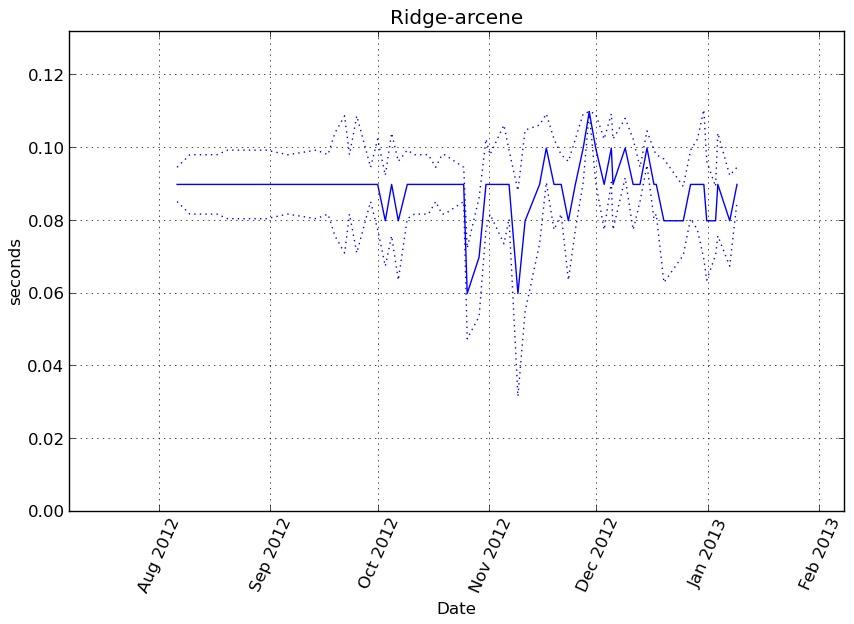 Ridge-arcene
0.12
0.10
0.08
0.06
0.04
0.02
0.00
seconds
Aug 2012
Sep 2012
Oct 2012
Nov 2012
Dec 2012
Jan 2013
Feb 2013
Date